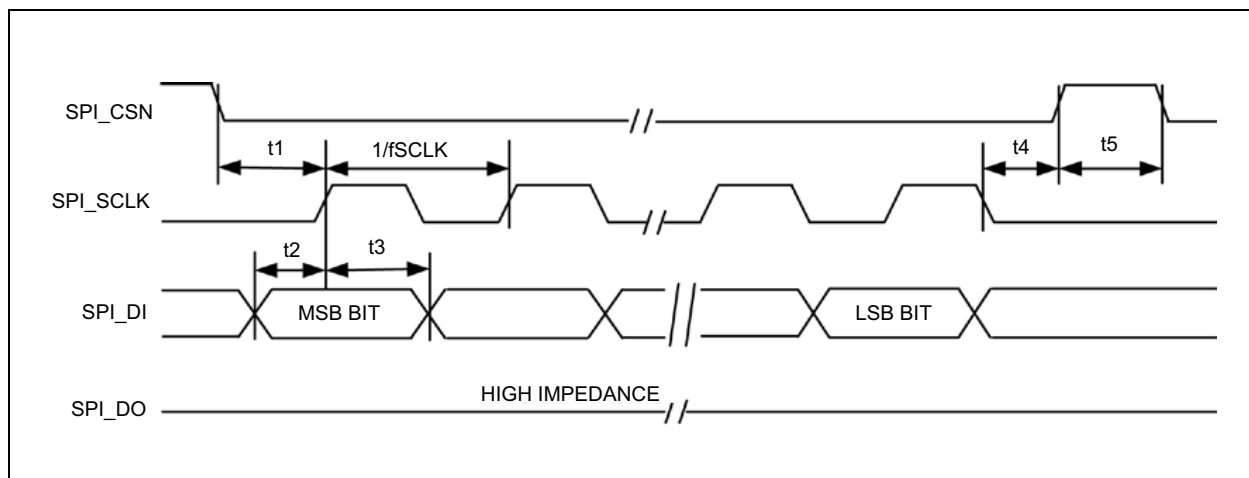 SPI_CSN
t1
1/fSCLK
t4
t5
SPI_SCLK
t2
t3
SPI_DI
MSB BIT
LSB BIT
HIGH IMPEDANCE
SPI_DO